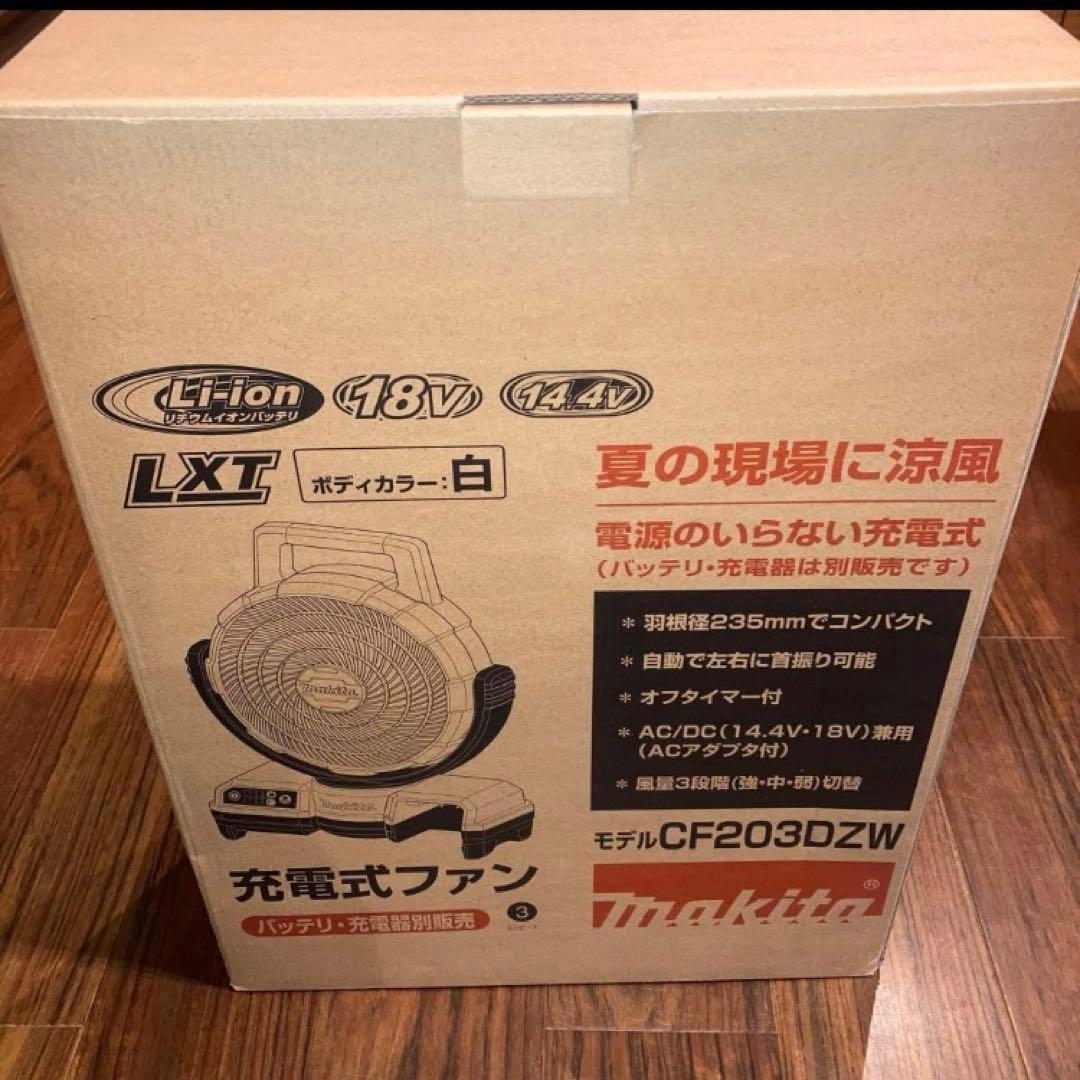 Li-ion
リチウムイオンバッテリ
18V
14.4V
LXT
ボディカラー:白
夏の現場に涼風
電源のいらない充電式
(バッテリ・充電器は別販売です)
* 羽根径235mmでコンパクト
* 自動で左右に首振り可能
* オフタイマー付
* AC/DC(14.4V・18V)兼用
(ACアダプタ付)
* 風量3段階(強・中・弱)切替
makita
makita
モデルCF203DZW
充電式ファン
バッテリ・充電器別販売
3
makita®